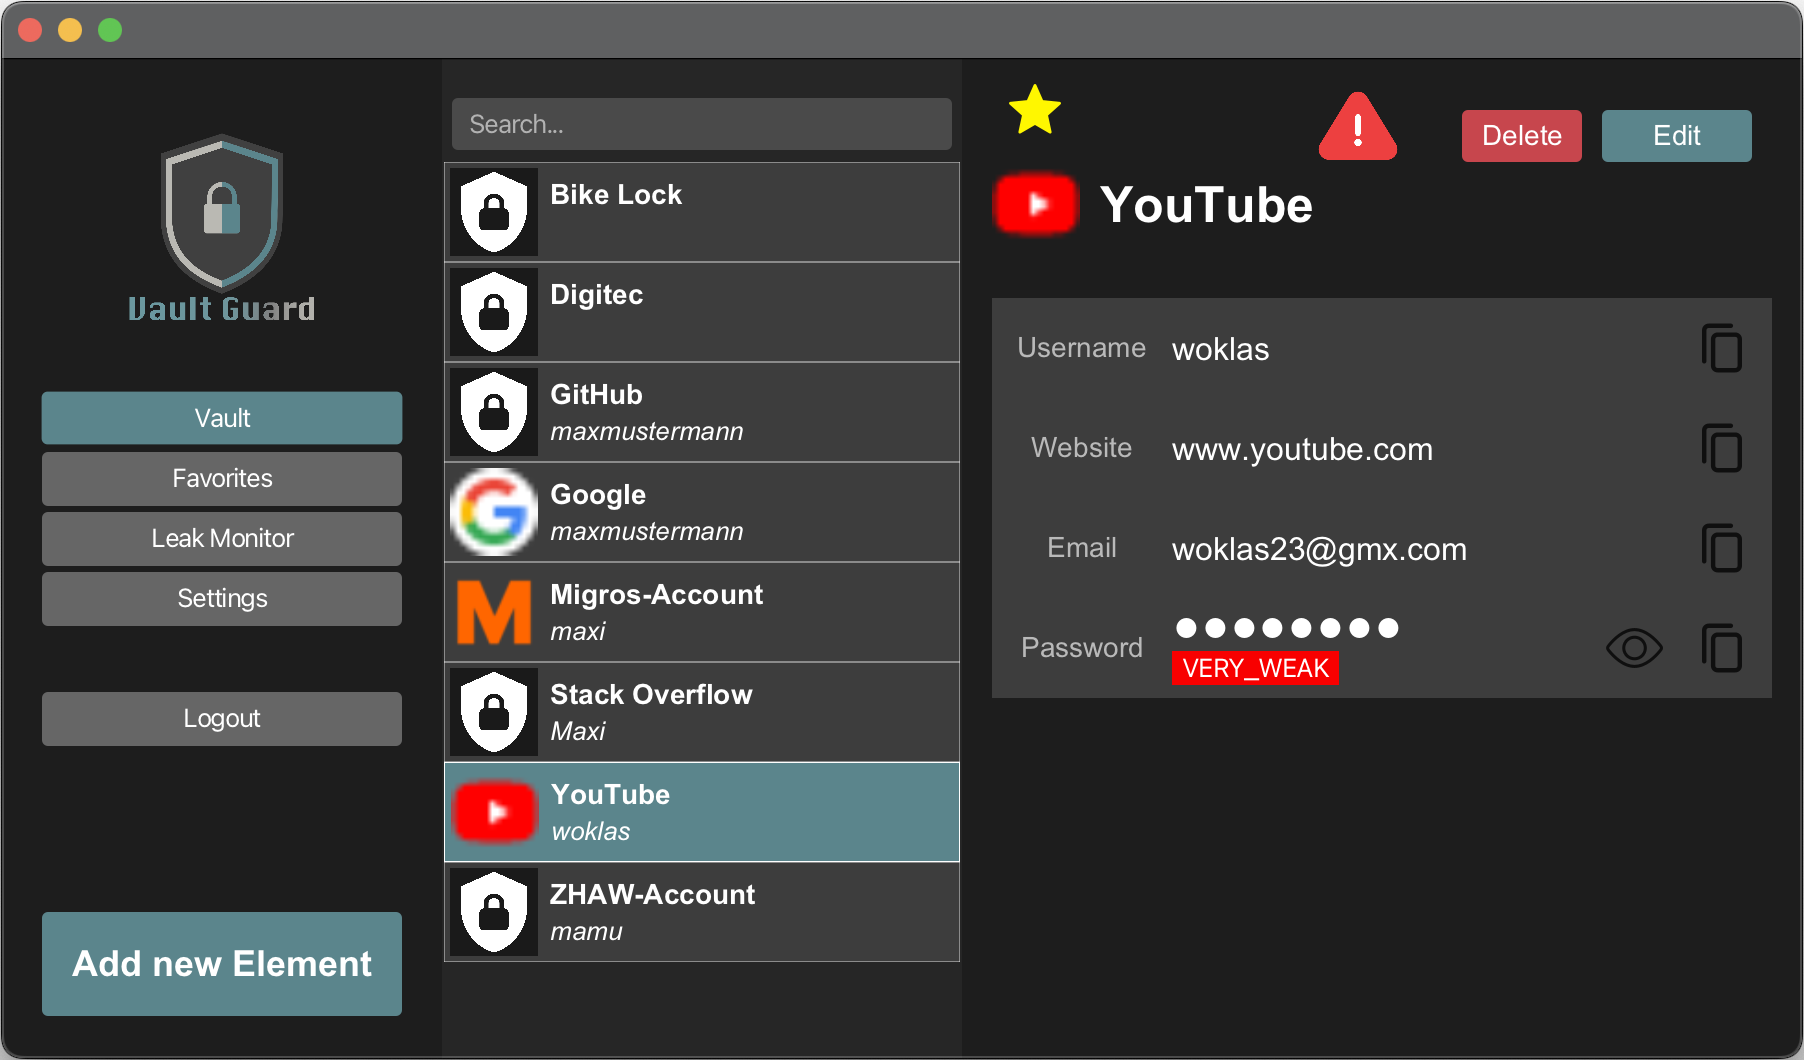 Vault Guard
Vault
Favorites
Leak Monitor
Settings
Logout
Add new Element
Search...
Bike Lock
Digitec
GitHub
maxmustermann
Google
maxmustermann
Migros-Account
maxi
Stack Overflow
Maxi
YouTube
woklas
ZHAW-Account
mamu
Delete
Edit
YouTube
Username woklas
Website www.youtube.com
Email woklas23@gmx.com
Password ●●●●●●●●
VERY_WEAK